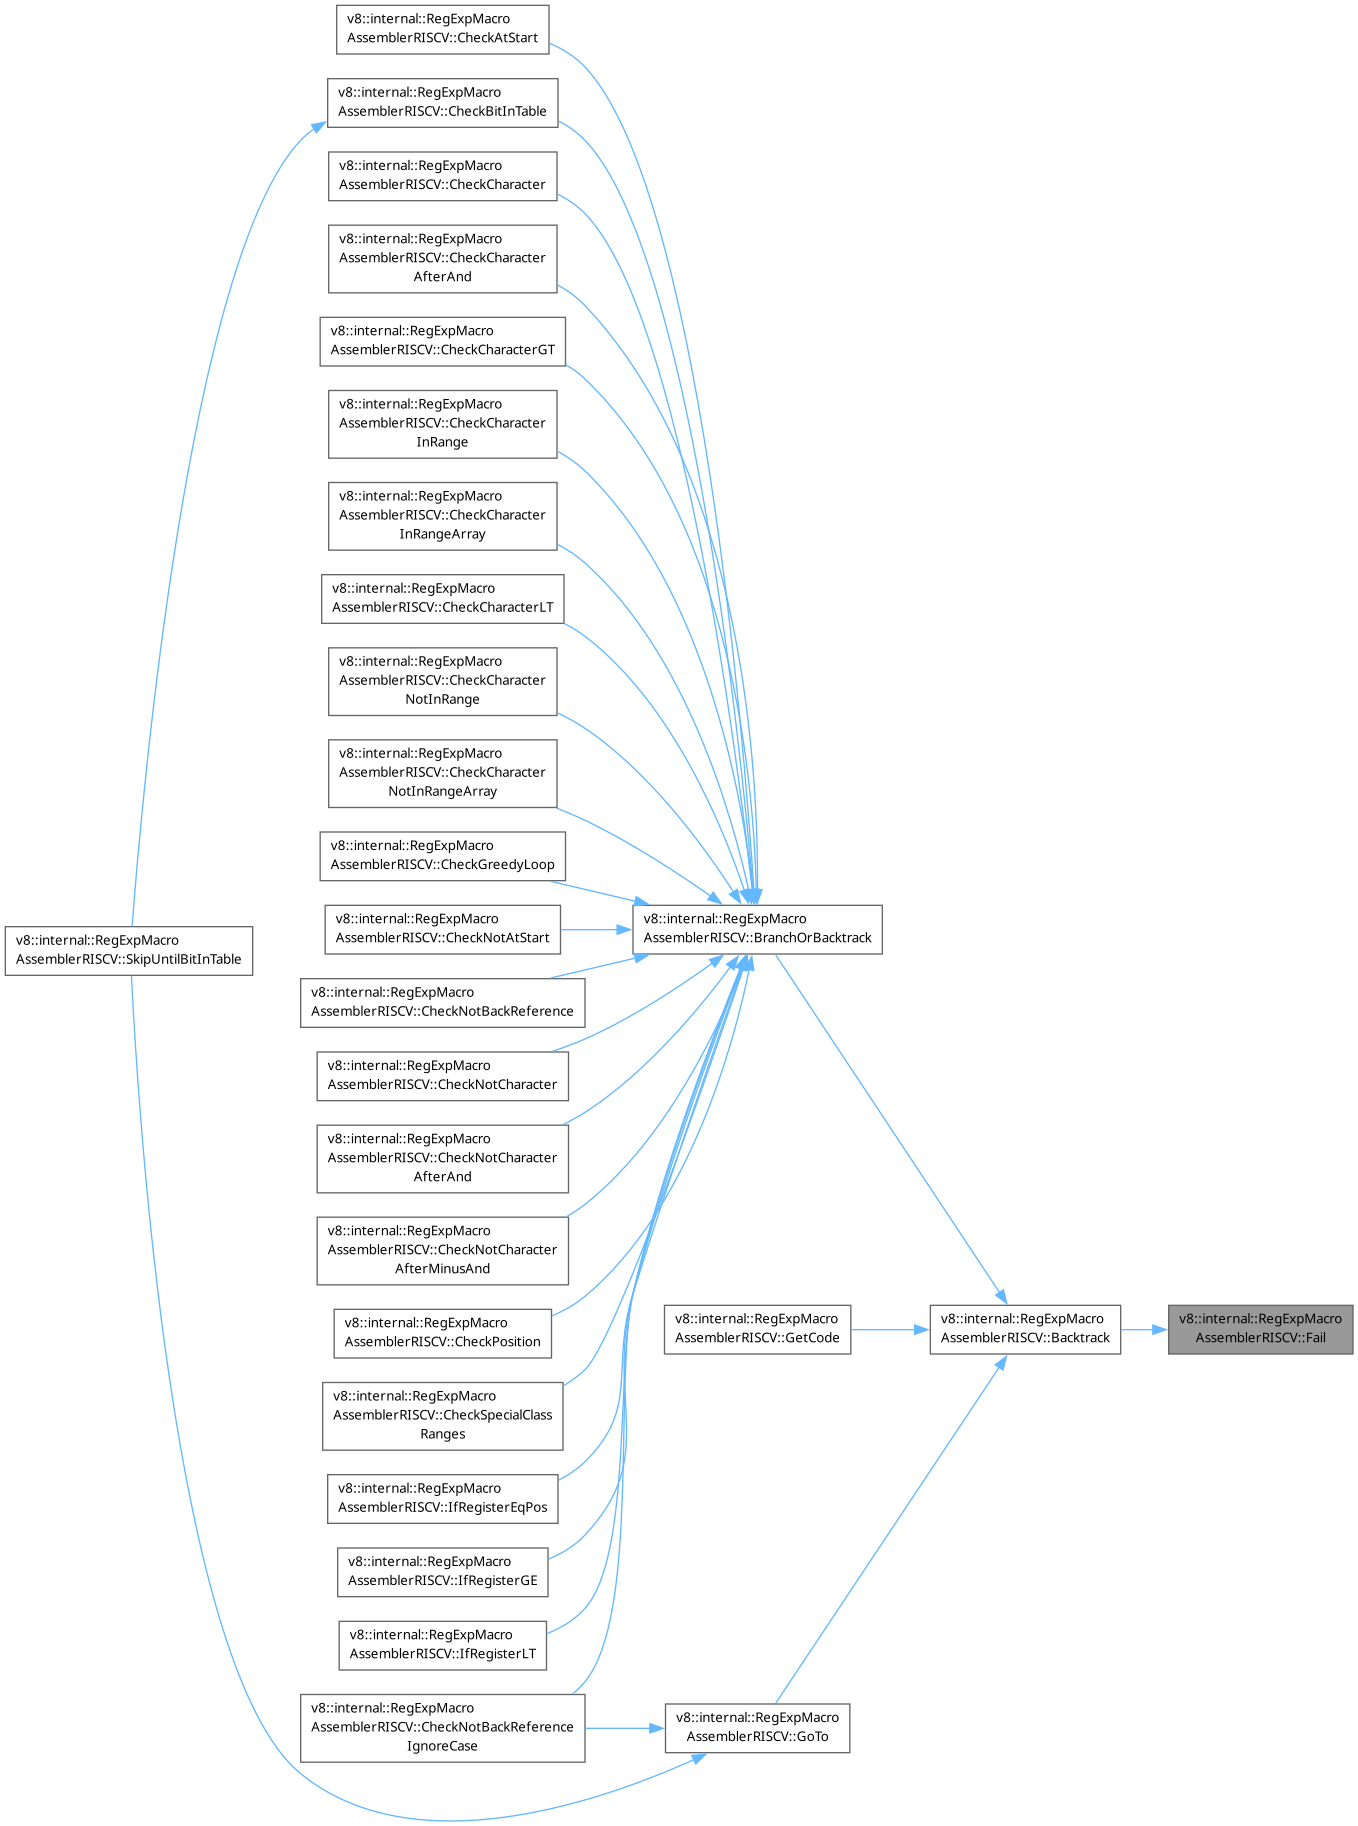 v8::internal::RegExpMacro
AssemblerRISCV::CheckAtStart
v8::internal::RegExpMacro
AssemblerRISCV::CheckBitInTable
v8::internal::RegExpMacro
AssemblerRISCV::CheckCharacter
v8::internal::RegExpMacro
AssemblerRISCV::CheckCharacter
AfterAnd
v8::internal::RegExpMacro
AssemblerRISCV::CheckCharacterGT
v8::internal::RegExpMacro
AssemblerRISCV::CheckCharacter
InRange
v8::internal::RegExpMacro
AssemblerRISCV::CheckCharacter
InRangeArray
v8::internal::RegExpMacro
AssemblerRISCV::CheckCharacterLT
v8::internal::RegExpMacro
AssemblerRISCV::CheckCharacter
NotInRange
v8::internal::RegExpMacro
AssemblerRISCV::CheckCharacter
NotInRangeArray
v8::internal::RegExpMacro
AssemblerRISCV::CheckGreedyLoop
v8::internal::RegExpMacro
AssemblerRISCV::CheckNotAtStart
v8::internal::RegExpMacro
AssemblerRISCV::BranchOrBacktrack
v8::internal::RegExpMacro
AssemblerRISCV::SkipUntilBitInTable
v8::internal::RegExpMacro
AssemblerRISCV::CheckNotBackReference
v8::internal::RegExpMacro
AssemblerRISCV::CheckNotCharacter
v8::internal::RegExpMacro
AssemblerRISCV::CheckNotCharacter
AfterAnd
v8::internal::RegExpMacro
AssemblerRISCV::CheckNotCharacter
AfterMinusAnd
v8::internal::RegExpMacro
AssemblerRISCV::CheckPosition
v8::internal::RegExpMacro
AssemblerRISCV::GetCode
v8::internal::RegExpMacro
AssemblerRISCV::Backtrack
v8::internal::RegExpMacro
AssemblerRISCV::Fail
v8::internal::RegExpMacro
AssemblerRISCV::CheckSpecialClass
Ranges
v8::internal::RegExpMacro
AssemblerRISCV::IfRegisterEqPos
v8::internal::RegExpMacro
AssemblerRISCV::IfRegisterGE
v8::internal::RegExpMacro
AssemblerRISCV::IfRegisterLT
v8::internal::RegExpMacro
AssemblerRISCV::CheckNotBackReference
IgnoreCase
v8::internal::RegExpMacro
AssemblerRISCV::GoTo